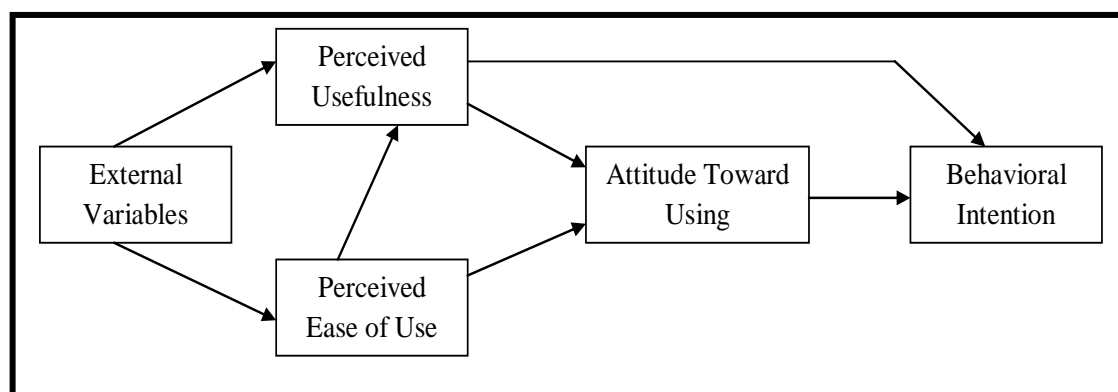 Perceived
Usefulness
External
Variables
Attitude Toward
Using
Behavioral
Intention
Perceived
Ease of Use